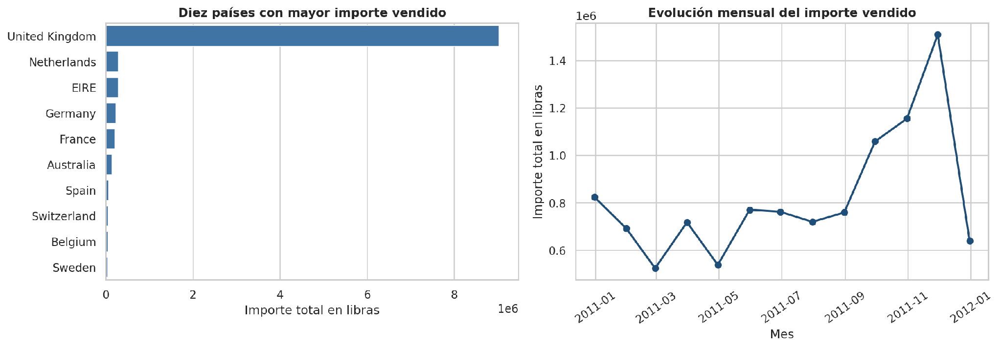 Diez países con mayor importe vendido
United Kingdom
Netherlands
EIRE
Germany
France
Australia
Spain
Switzerland
Belgium
Sweden
0 2 4 6 8
1e6
Importe total en libras
Evolución mensual del importe vendido
1e6
1.4
1.2
1.0
0.8
0.6
Importe total en libras
2011-01 2011-03 2011-05 2011-07 2011-09 2011-11 2012-01
Mes